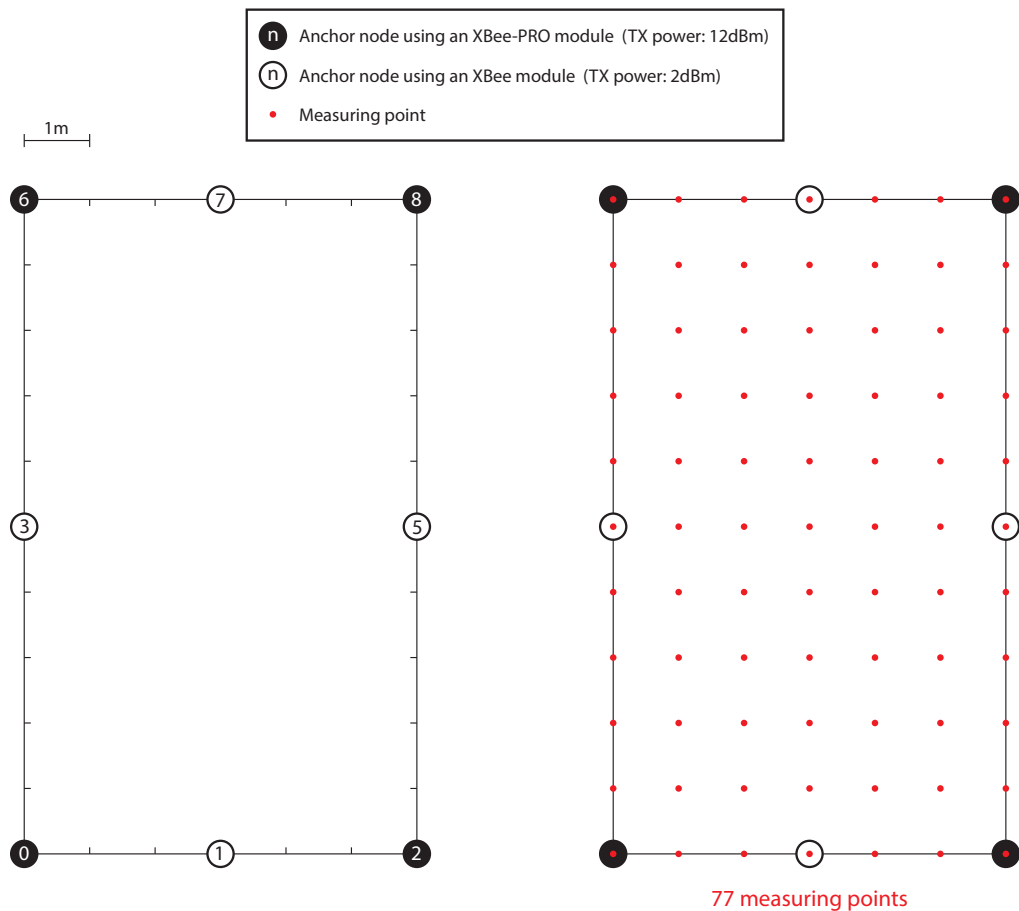 n Anchor node using an XBee-PRO module (TX power: 12dBm)
n Anchor node using an XBee module (TX power: 2dBm)
Measuring point
1m
6 7 8
3 5
0 1 2
77 measuring points